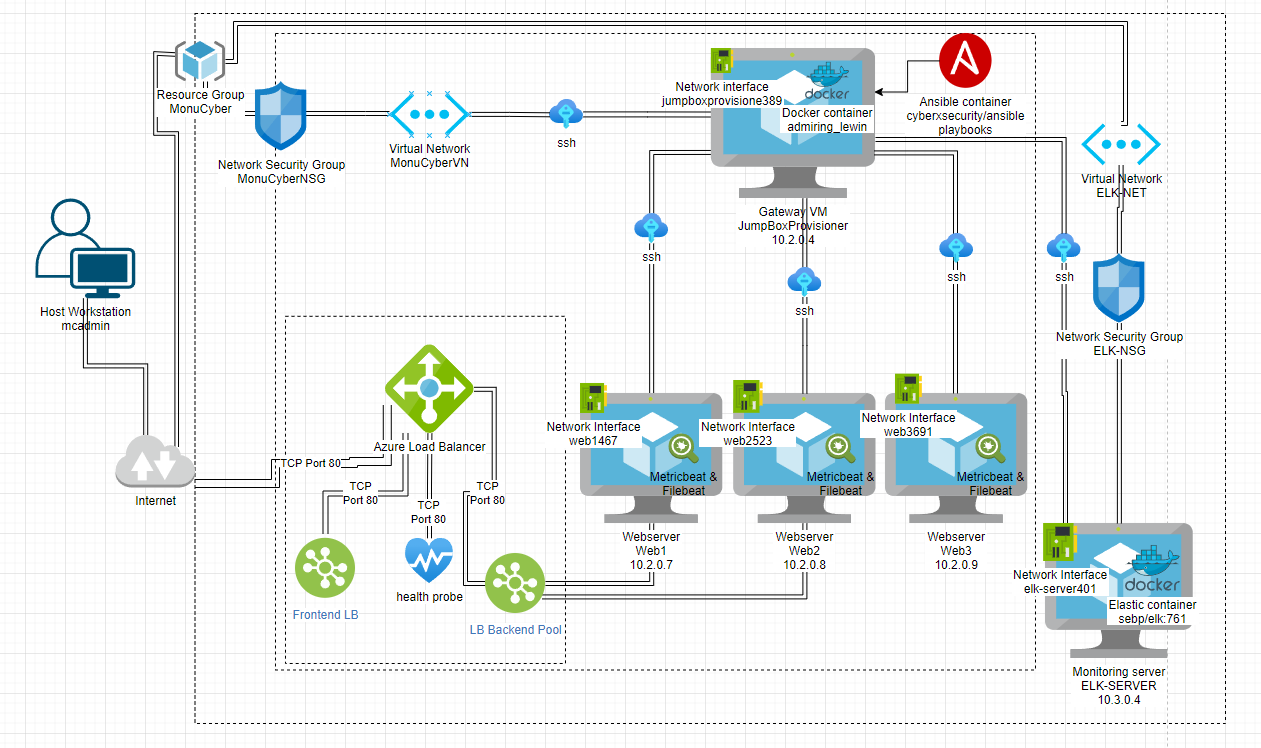 Resource Group
MonuCyber
Network Security Group
MonuCyberNSG
Virtual Network
MonuCyberVN
ssh
Network interface
jumpboxprovisione389
docker
Docker container
admiring_lewin
Ansible container
cyberxsecurity/ansible
playbooks
Virtual Network
ELK-NET
Gateway VM
JumpBoxProvisioner
10.2.0.4
ssh
ssh
ssh
ssh
Network Security Group
ELK-NSG
Host Workstation
mcadmin
Internet
Azure Load Balancer
TCP Port 80
TCP
Port 80
TCP
Port 80
TCP
Port 80
Frontend LB
health probe
LB Backend Pool
Network Interface
web1467
Metricbeat &
Filebeat
Webserver
Web1
10.2.0.7
Network Interface
web2523
Metricbeat &
Filebeat
Webserver
Web2
10.2.0.8
Network Interface
web3691
Metricbeat &
Filebeat
Webserver
Web3
10.2.0.9
Network Interface
elk-server401
docker
Elastic container
sebp/elk:761
Monitoring server
ELK-SERVER
10.3.0.4